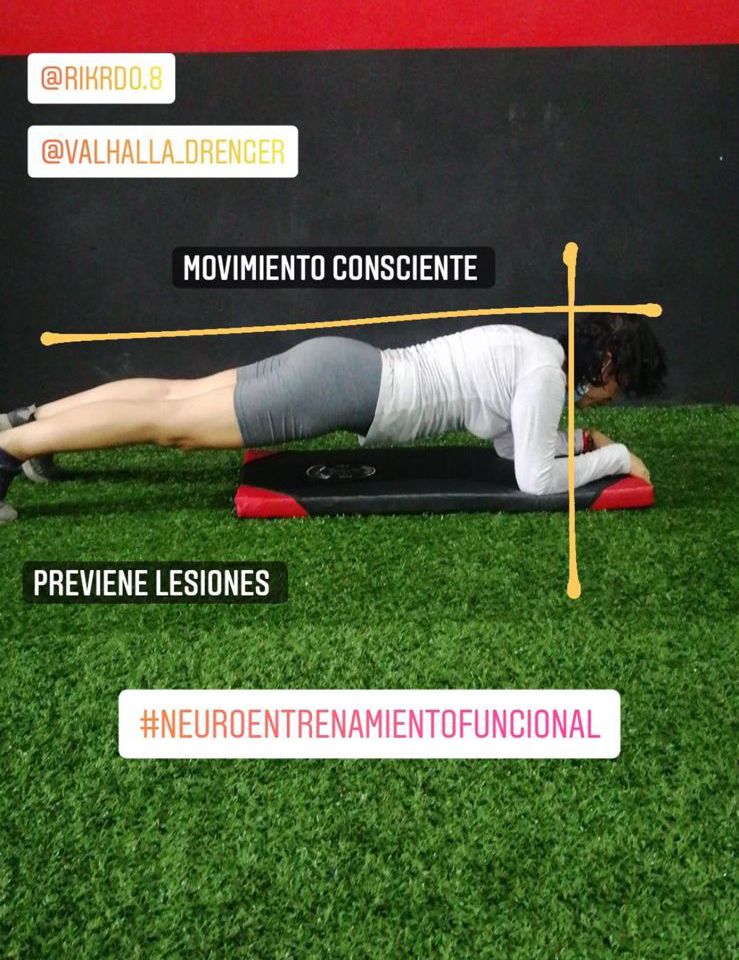 @RIKRDO.8
@VALHALLA_DRENGER
MOVIMIENTO CONSCIENTE
PREVIENE LESIONES
#NEUROENTRENAMIENTOFUNCIONAL